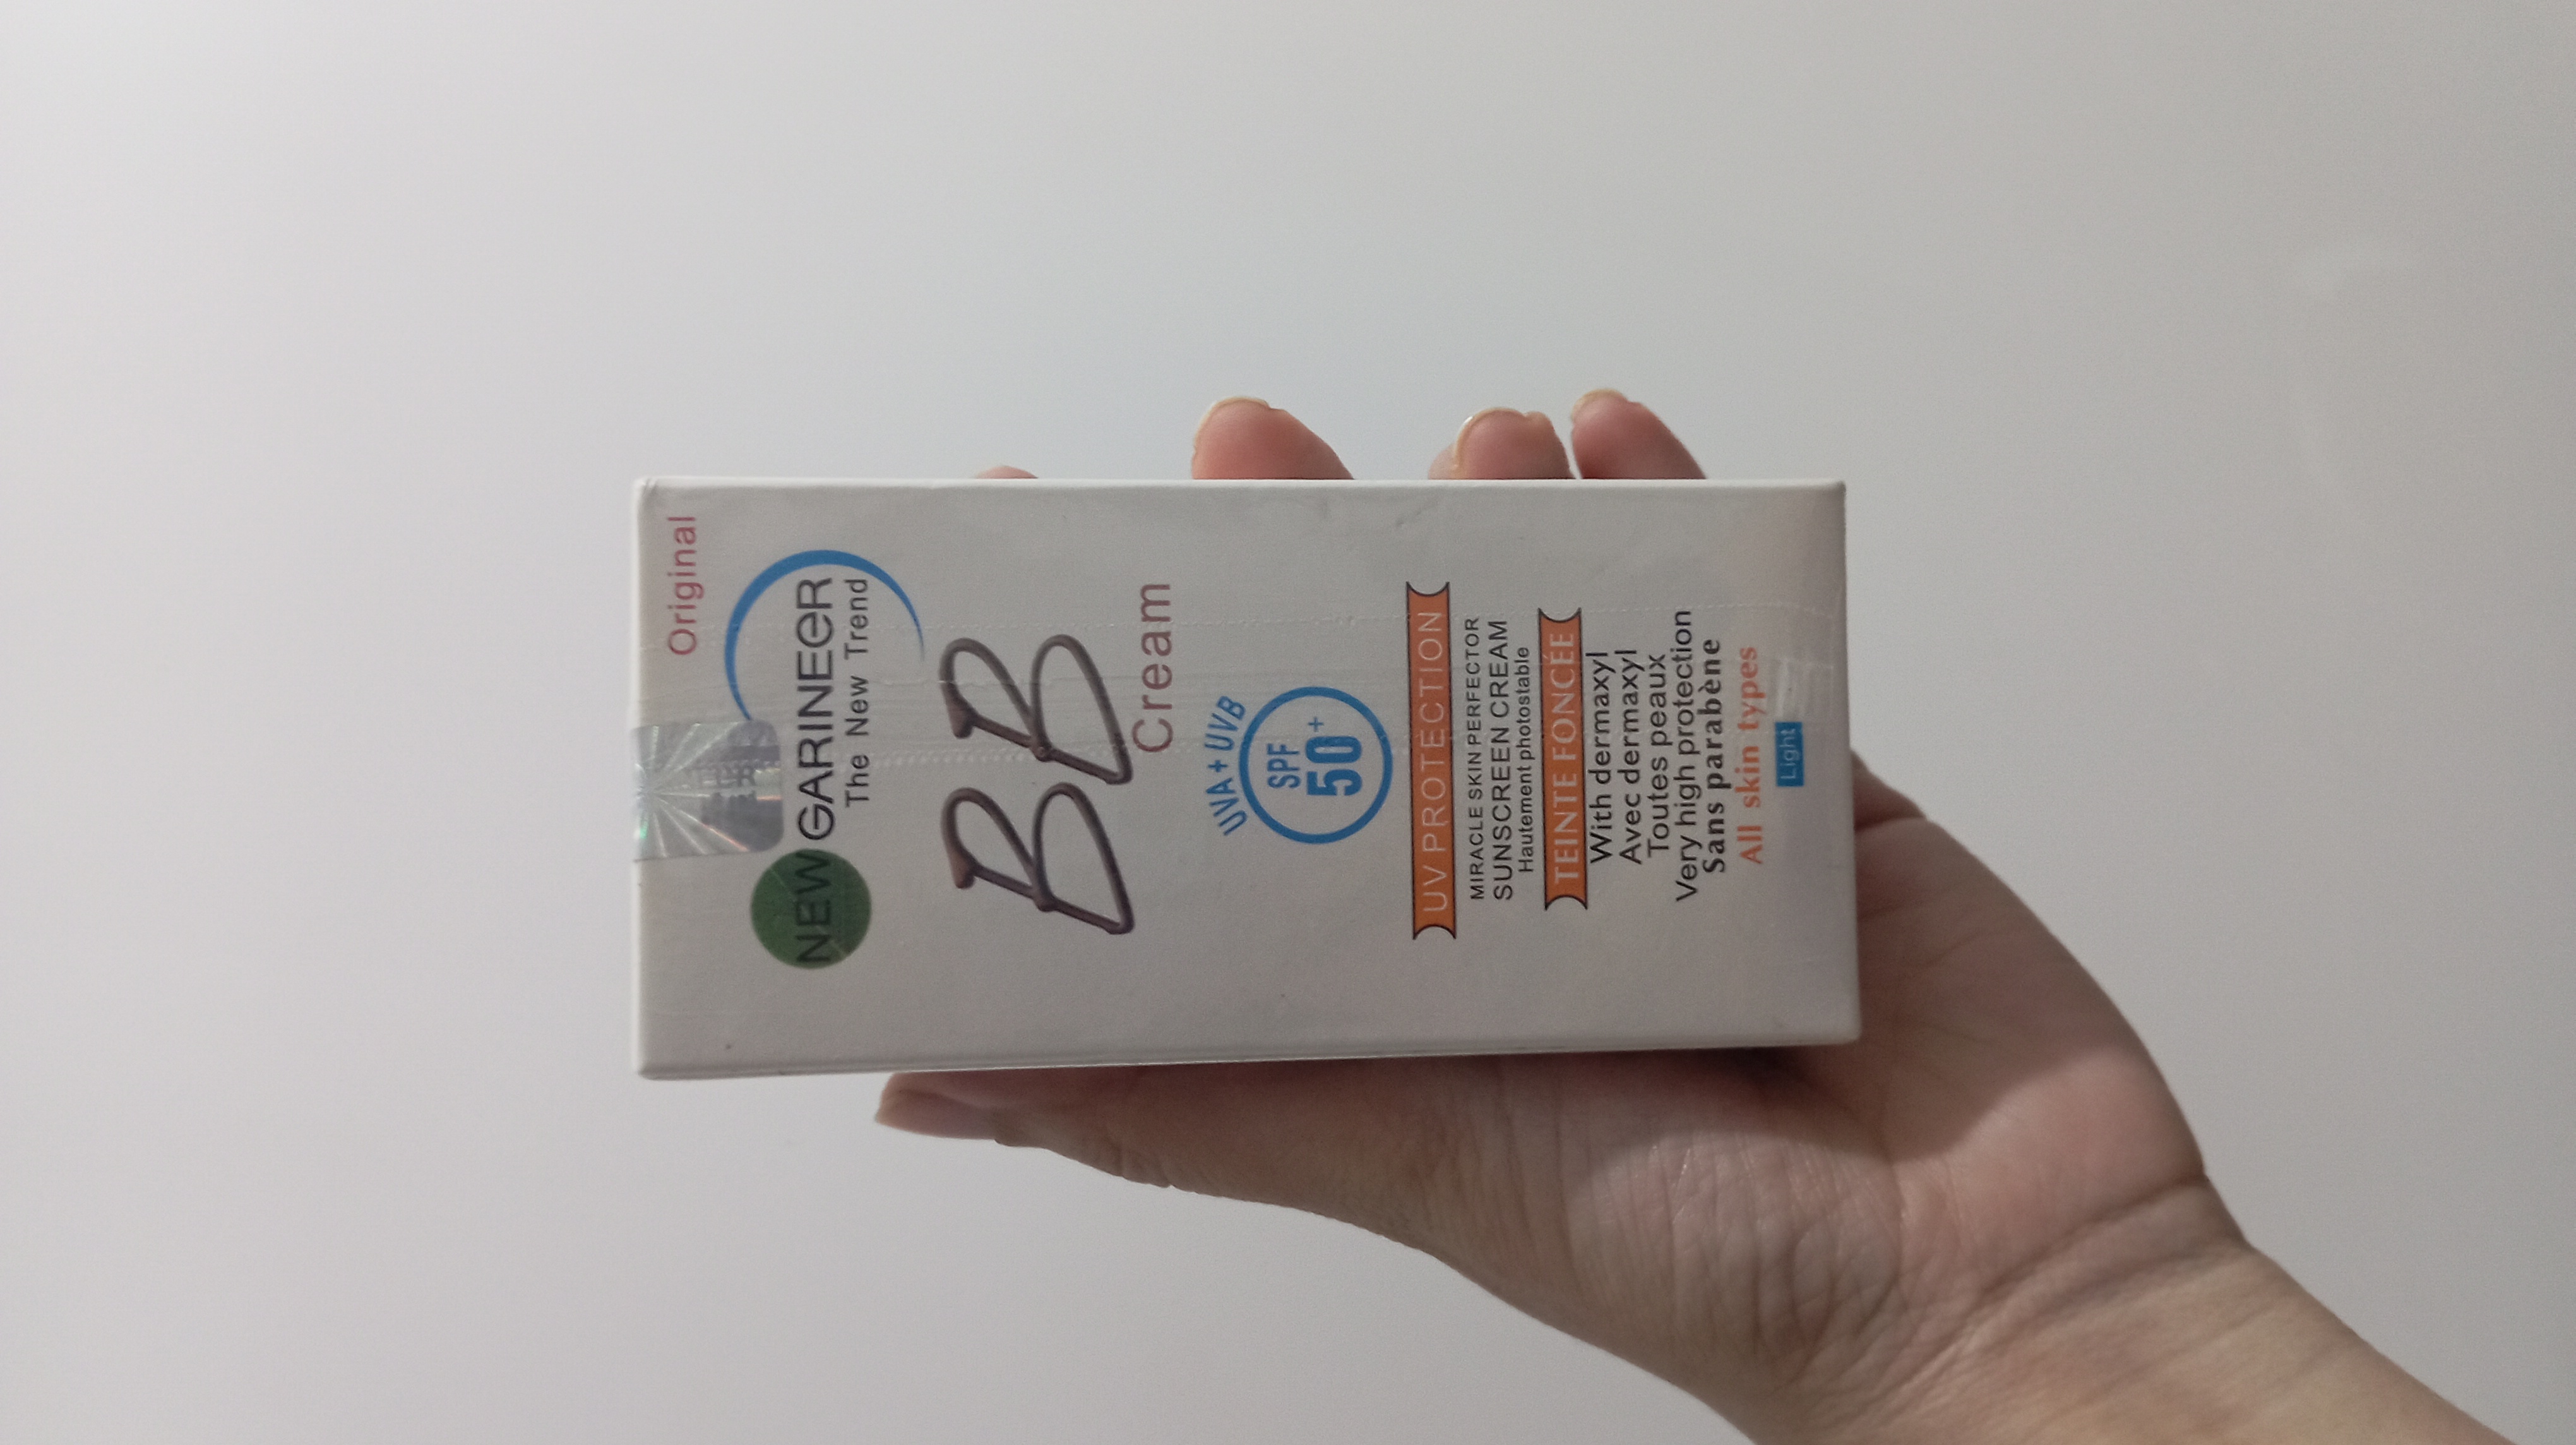 Original
NEW GARINEER
The New Trend
BB
Cream
UVA+UVB
SPF
50+
UV PROTECTION
MIRACLE SKIN PERFECTOR
SUNSCREEN CREAM
Hautement photostable
TEINTE FONCÉE
With dermaxyl
Avec dermaxyl
Toutes peaux
Very high protection
Sans parabène
All skin types
Light